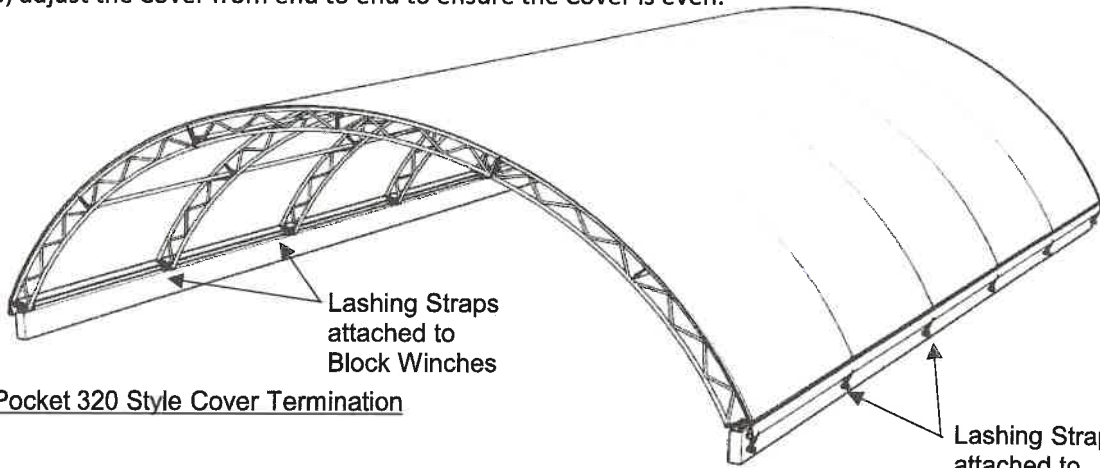 adjust the Cover from end to end to ensure the Cover is even.
Lashing Straps
attached to
Block Winches
Pocket 320 Style Cover Termination
Lashing
attached to